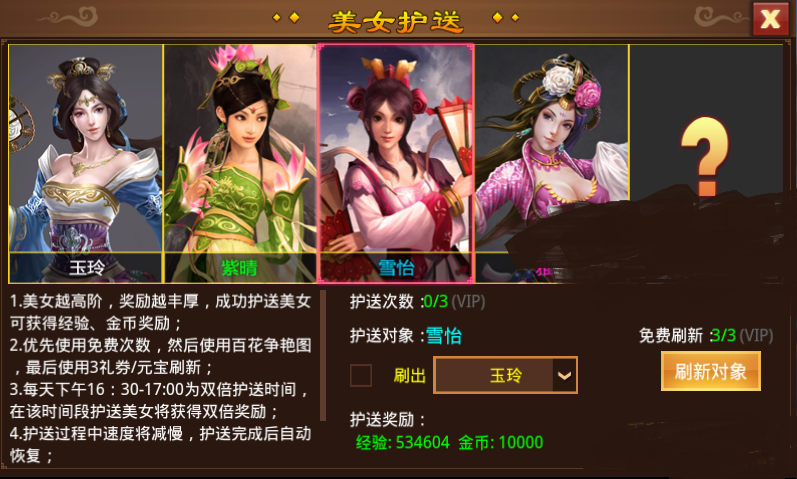 美女护送
X
?
玉玲
紫晴
雪怡
1.美女越高阶，奖励越丰厚，成功护送美女
可获得经验、金币奖励；
2.优先使用免费次数，然后使用百花争艳图
，最后使用3礼券/元宝刷新；
3.每天下午16：30-17:00为双倍护送时间，
在该时间段护送美女将获得双倍奖励；
4.护送过程中速度将减慢，护送完成后自动
恢复；
护送次数:0/3(VIP)
护送对象:雪怡
免费刷新:3/3(VIP)
刷出
玉玲
刷新对象
护送奖励：
经验: 534604 金币: 10000